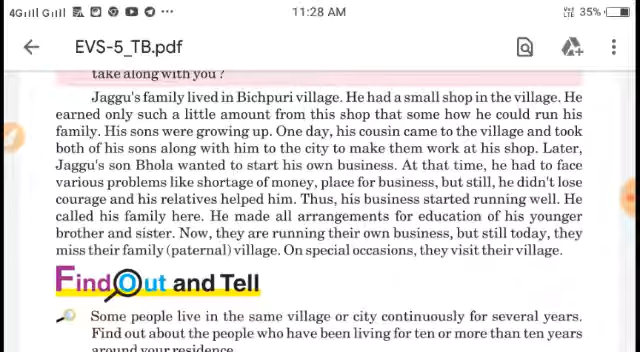 4G 4G 11:28 AM VoI LTE 35%
EVS-5_TB.pdf
take along with you ?
Jaggu's family lived in Bichpuri village. He had a small shop in the village. He
earned only such a little amount from this shop that some how he could run his
family. His sons were growing up. One day, his cousin came to the village and took
both of his sons along with him to the city to make them work at his shop. Later,
Jaggu's son Bhola wanted to start his own business. At that time, he had to face
various problems like shortage of money, place for business, but still, he didn't lose
courage and his relatives helped him. Thus, his business started running well. He
called his family here. He made all arrangements for education of his younger
brother and sister. Now, they are running their own business, but still today, they
miss their family (paternal) village. On special occasions, they visit their village.
Find Out and Tell
Some people live in the same village or city continuously for several years.
Find out about the people who have been living for ten or more than ten years
around your residence.